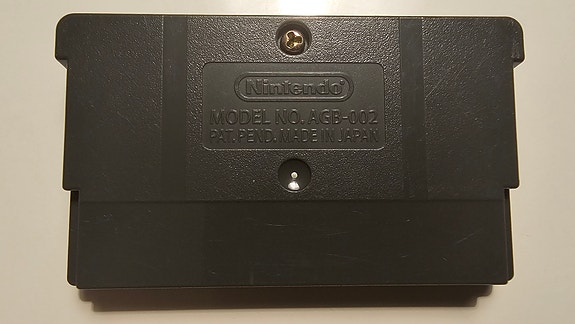 Nintendo
MODEL NO. AGB-002
PAT. PEND. MADE IN JAPAN